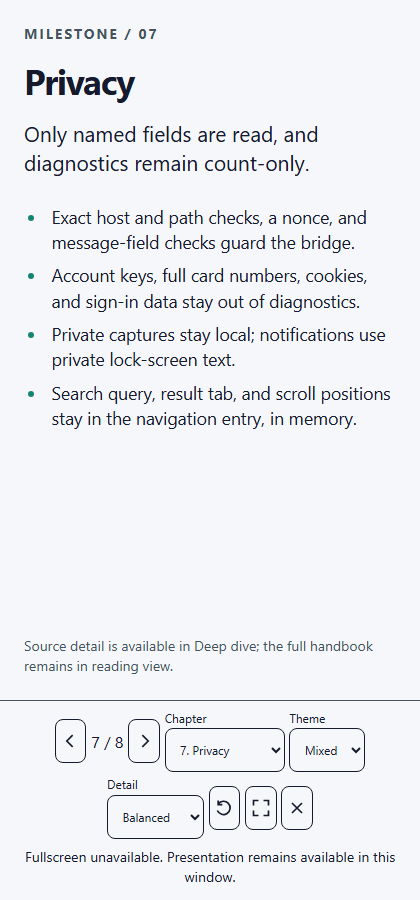 MILESTONE / 07
Privacy
Only named fields are read, and
diagnostics remain count-only.
Exact host and path checks, a nonce, and
message-field checks guard the bridge.
Account keys, full card numbers, cookies,
and sign-in data stay out of diagnostics.
Private captures stay local; notifications use
private lock-screen text.
Search query, result tab, and scroll positions
stay in the navigation entry, in memory.
Source detail is available in Deep dive; the full handbook
remains in reading view.
7 / 8
Chapter
7. Privacy
Theme
Mixed
Detail
Balanced
Fullscreen unavailable. Presentation remains available in this
window.